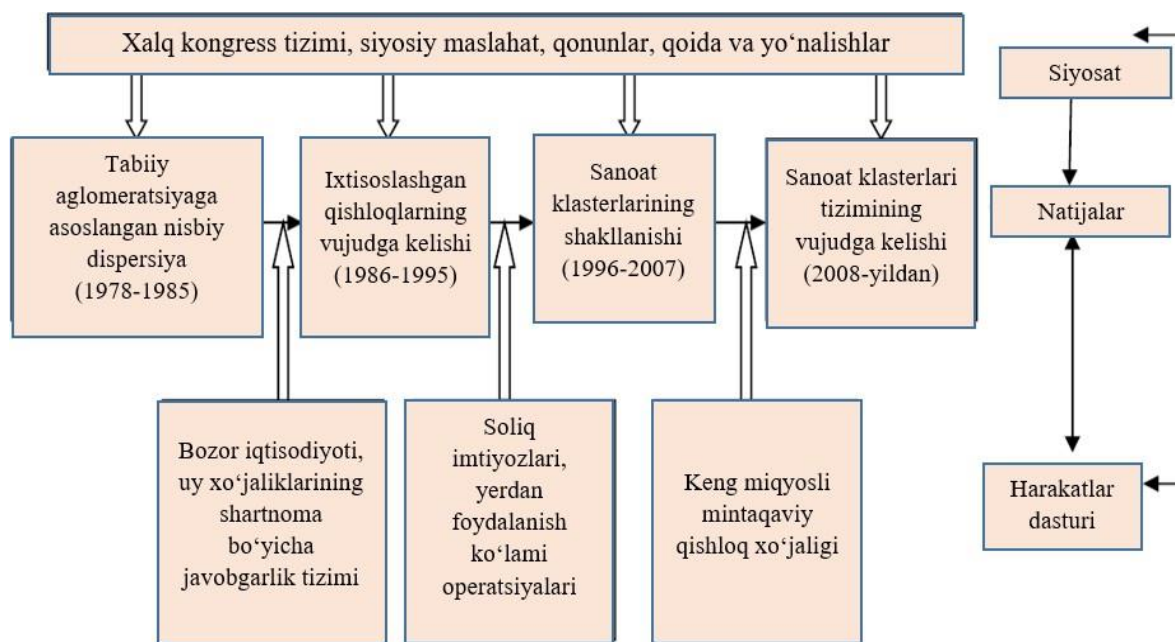 Xalq kongress tizimi, siyosiy maslahat, qonunlar, qoida va yo‘nalishlar
Siyosat
Tabiiy
aglomeratsiyaga
asoslangan nisbiy
dispersiya
(1978-1985)
Ixtisoslashgan
qishloqlarning
vujudga kelishi
(1986-1995)
Sanoat
klasterlarining
shakllanishi
(1996-2007)
Sanoat klasterlari
tizimining
vujudga kelishi
(2008-yildan)
Natijalar
Bozor iqtisodiyoti,
uy xo‘jaliklarining
shartnoma
bo‘yicha
javobgarlik tizimi
Soliq
imtiyozlari,
yerdan
foydalanish
ko‘lami
operatsiyalari
Keng miqyosli
mintaqaviy
qishloq xo‘jaligi
Harakatlar
dasturi